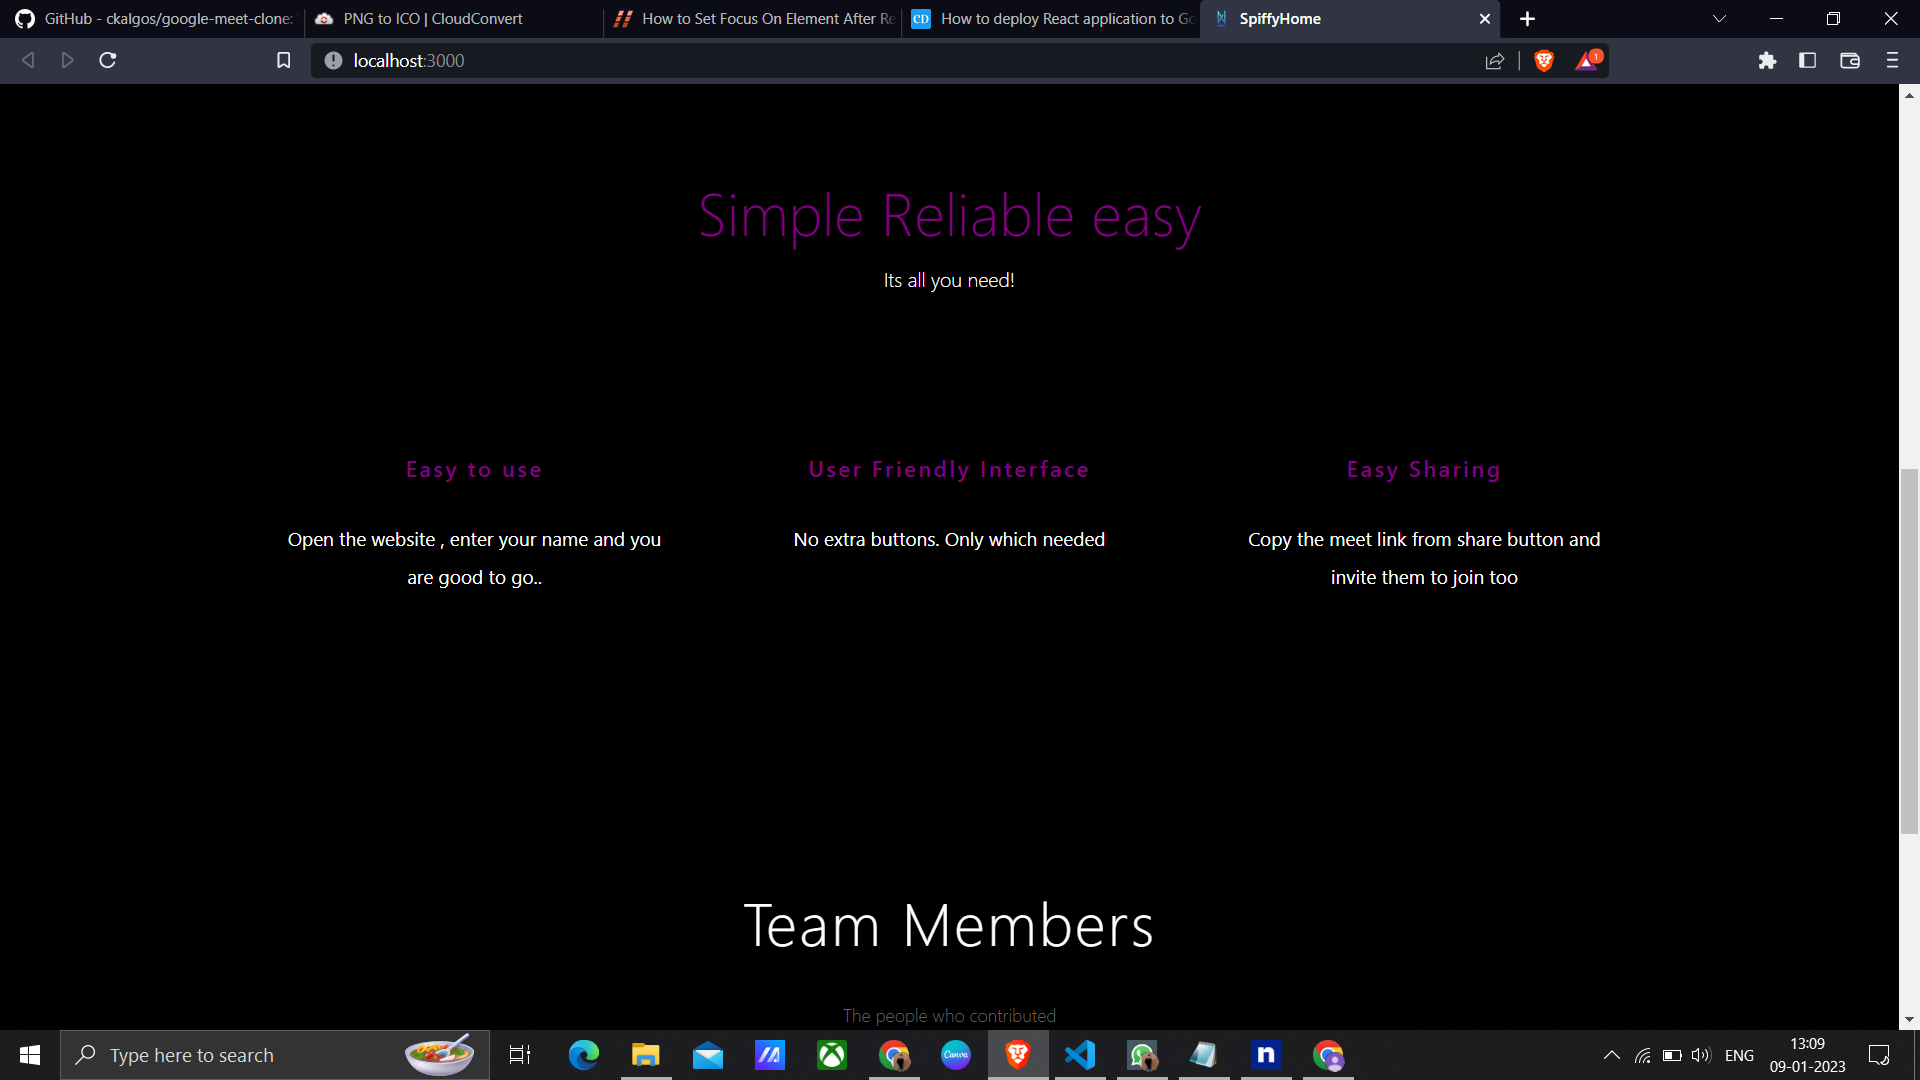 GitHub - ckalgos/google-meet-clone:
PNG to ICO | CloudConvert
How to Set Focus On Element After Re
CD
How to deploy React application to Go
SpiffyHome
localhost:3000
1
Simple Reliable easy
Its all you need!
Easy to use
User Friendly Interface
Easy Sharing
Open the website , enter your name and you
are good to go..
No extra buttons. Only which needed
Copy the meet link from share button and
invite them to join too
Team Members
The people who contributed
Type here to search
Canva
n
ENG
13:09
09-01-2023